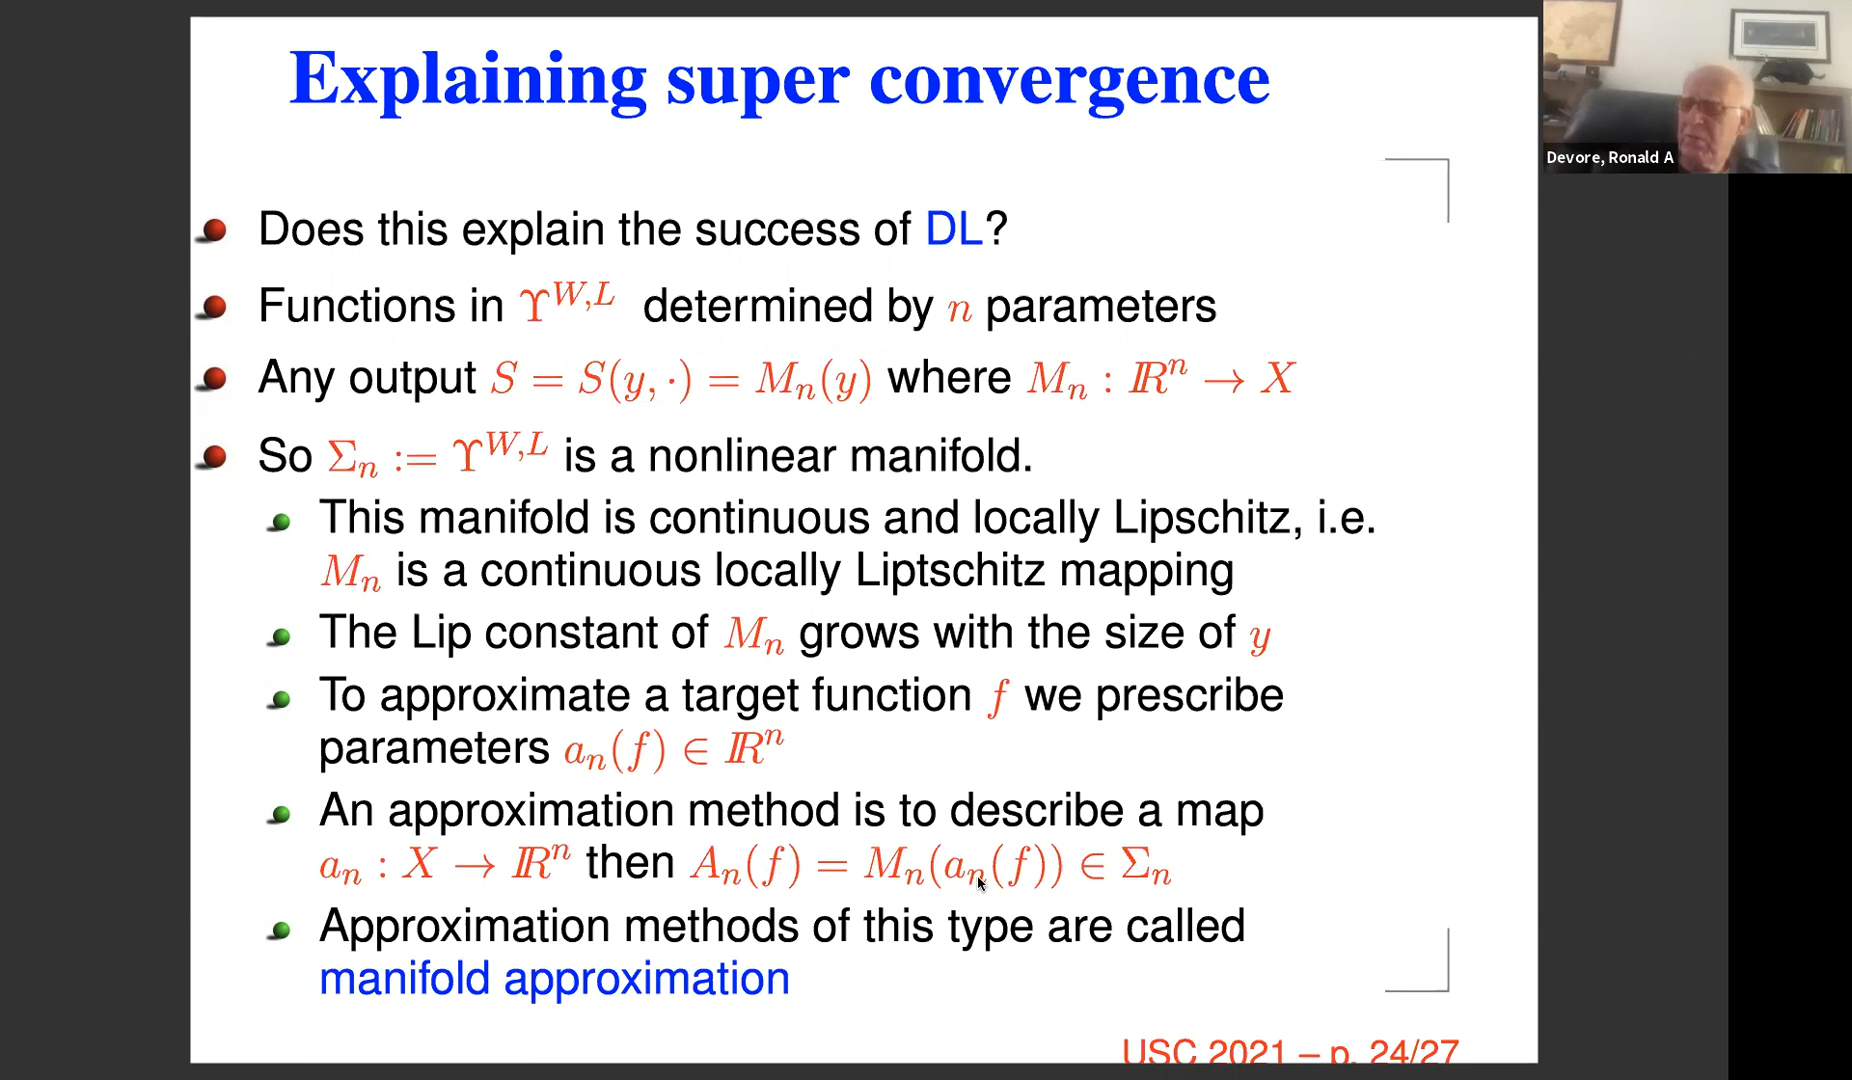 Explaining super convergence
Devore, Ronald A
Does this explain the success of DL?
Functions in ϒ^{W,L} determined by n parameters
Any output S = S(y, ·) = M_n(y) where M_n : ℝ^n → X
So Σ_n := ϒ^{W,L} is a nonlinear manifold.
This manifold is continuous and locally Lipschitz, i.e.
M_n is a continuous locally Liptschitz mapping
The Lip constant of M_n grows with the size of y
To approximate a target function f we prescribe
parameters a_n(f) ∈ ℝ^n
An approximation method is to describe a map
a_n : X → ℝ^n then A_n(f) = M_n(a_n(f)) ∈ Σ_n
Approximation methods of this type are called
manifold approximation
USC 2021 – p. 24/27